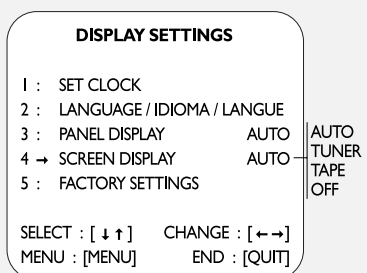 DISPLAY SETTINGS
1 : SET CLOCK
2 : LANGUAGE / IDIOMA / LANGUE
3 : PANEL DISPLAY AUTO
4 → SCREEN DISPLAY AUTO
5 : FACTORY SETTINGS
SELECT : [↓↑] CHANGE : [←→]
MENU : [MENU] END : [QUIT]
AUTO
TUNER
TAPE
OFF